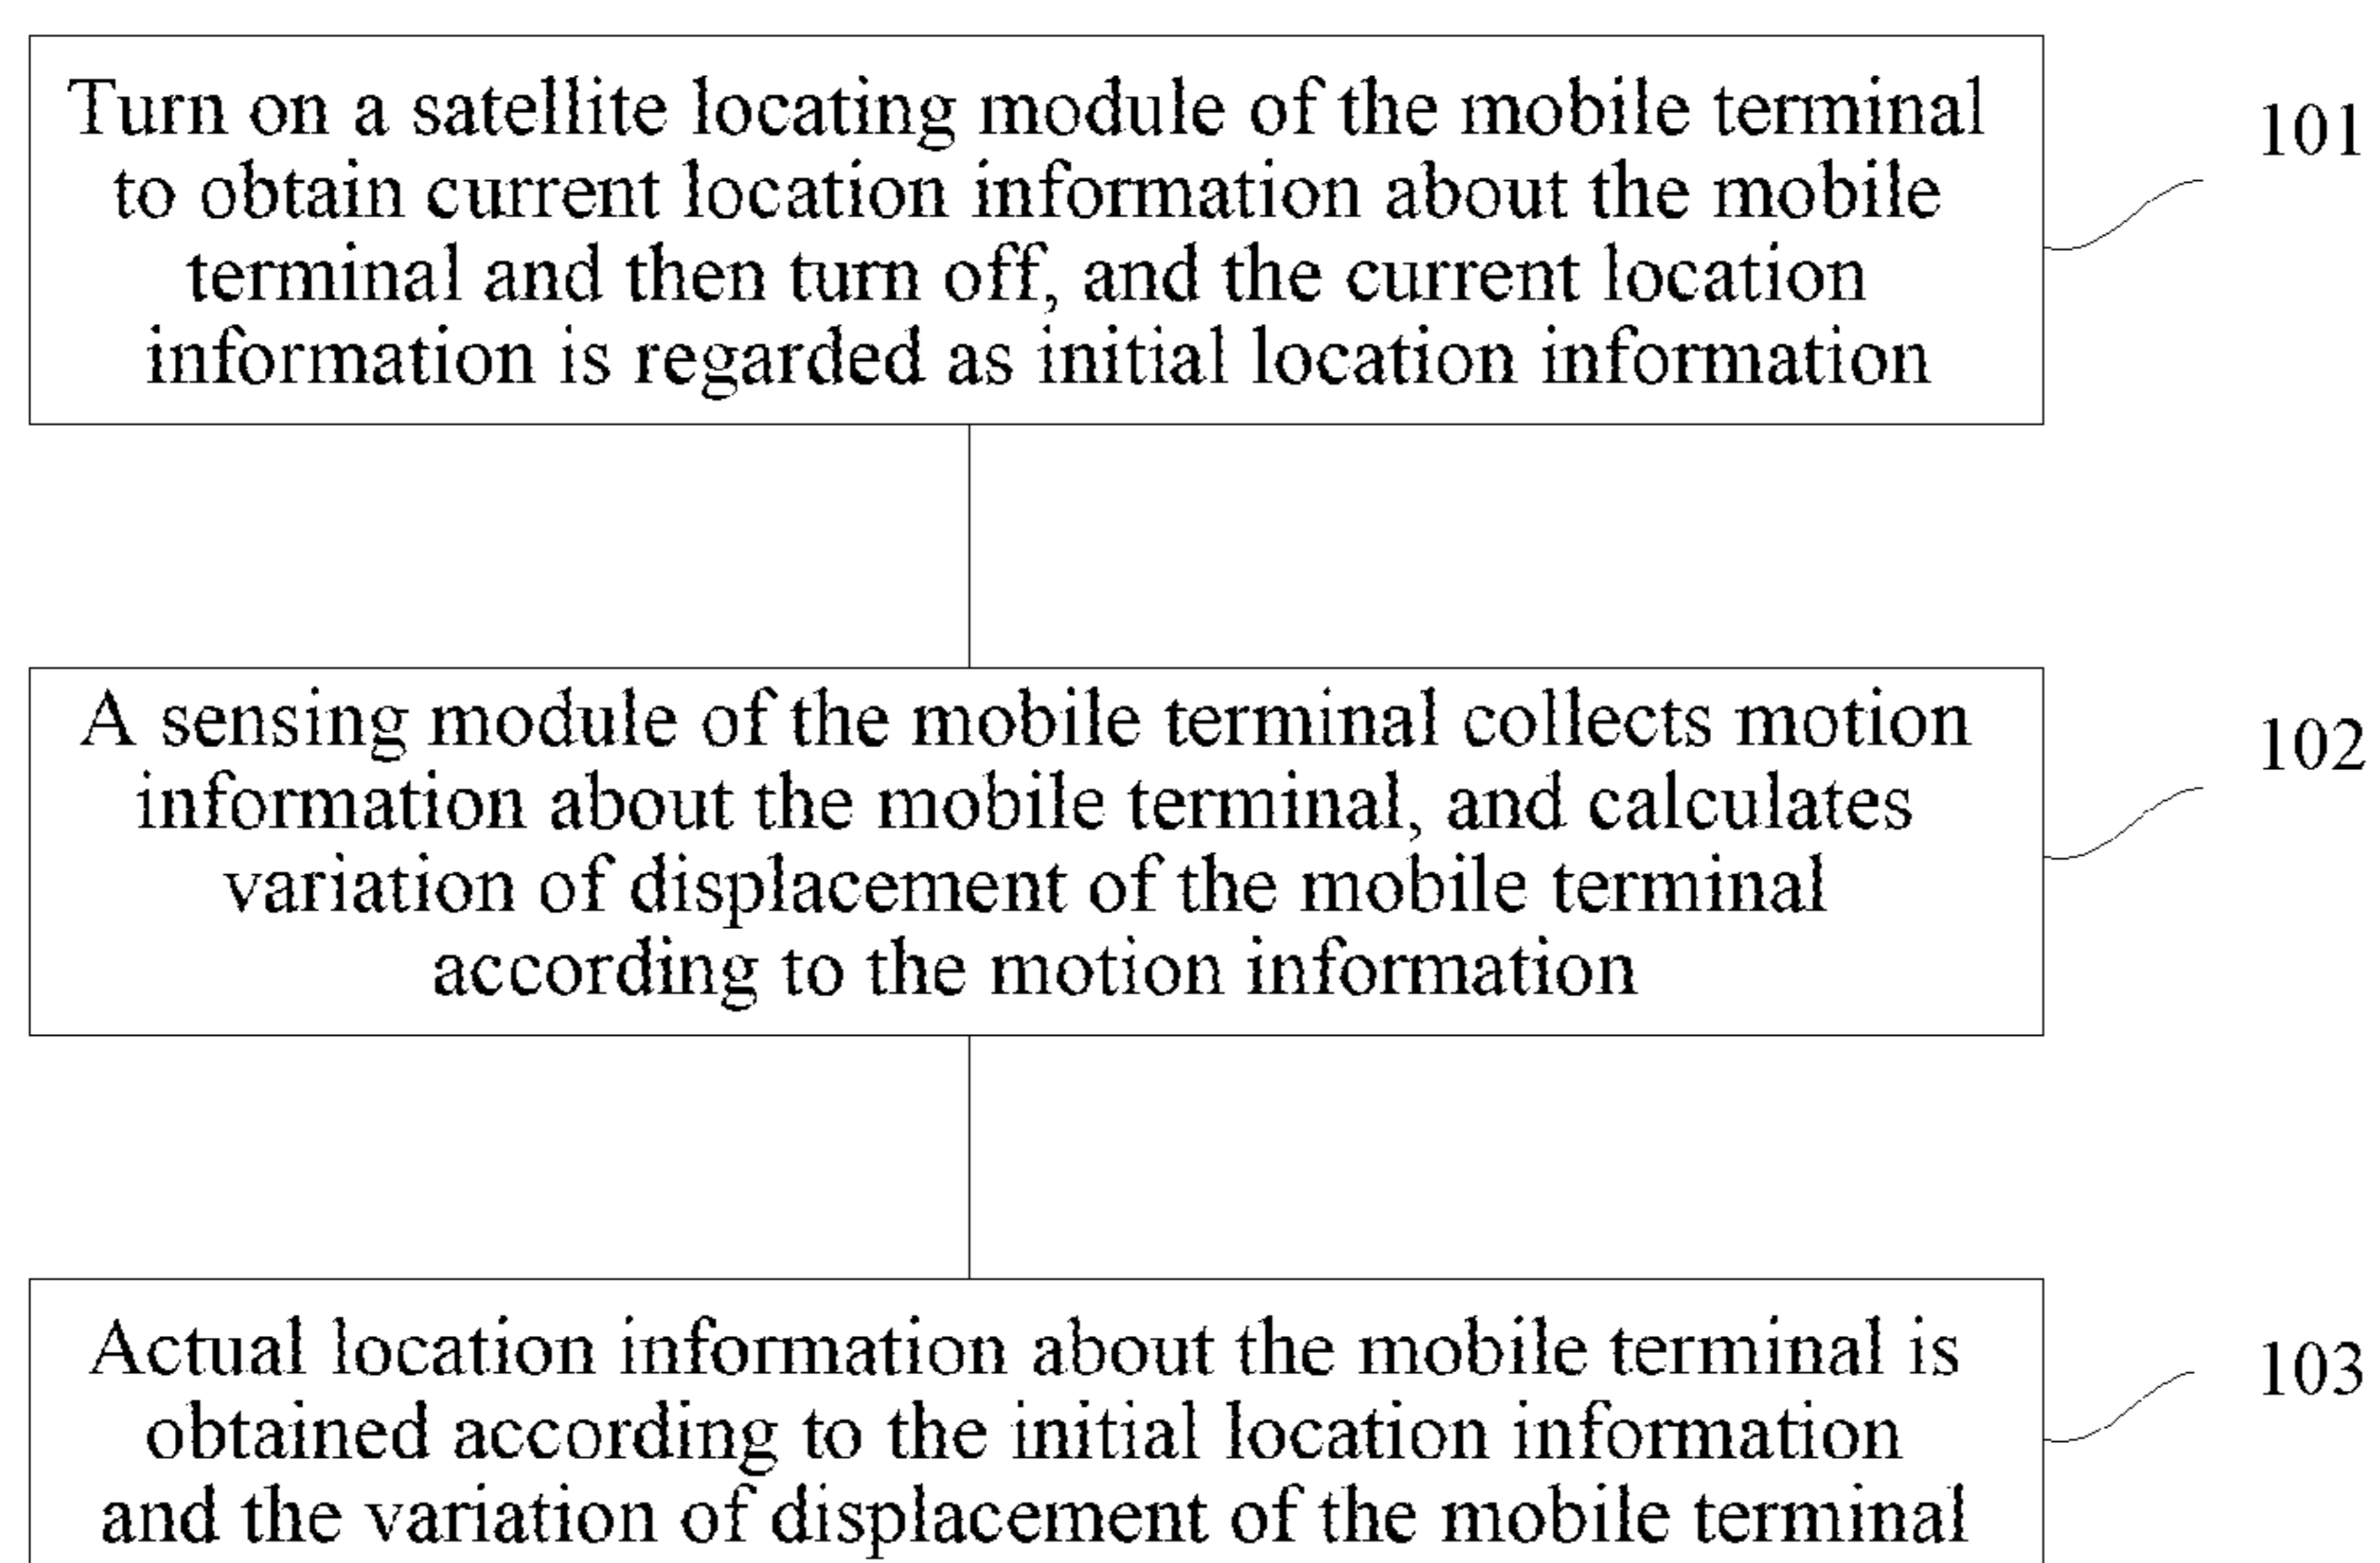 Turn on a satellite locating module of the mobile terminal
to obtain current location information about the mobile
terminal and then turn off, and the current location
information is regarded as initial location information
101
A sensing module of the mobile terminal collects motion
information about the mobile terminal, and calculates
variation of displacement of the mobile terminal
according to the motion information
102
Actual location information about the mobile terminal is
obtained according to the initial location information
and the variation of displacement of the mobile terminal
103